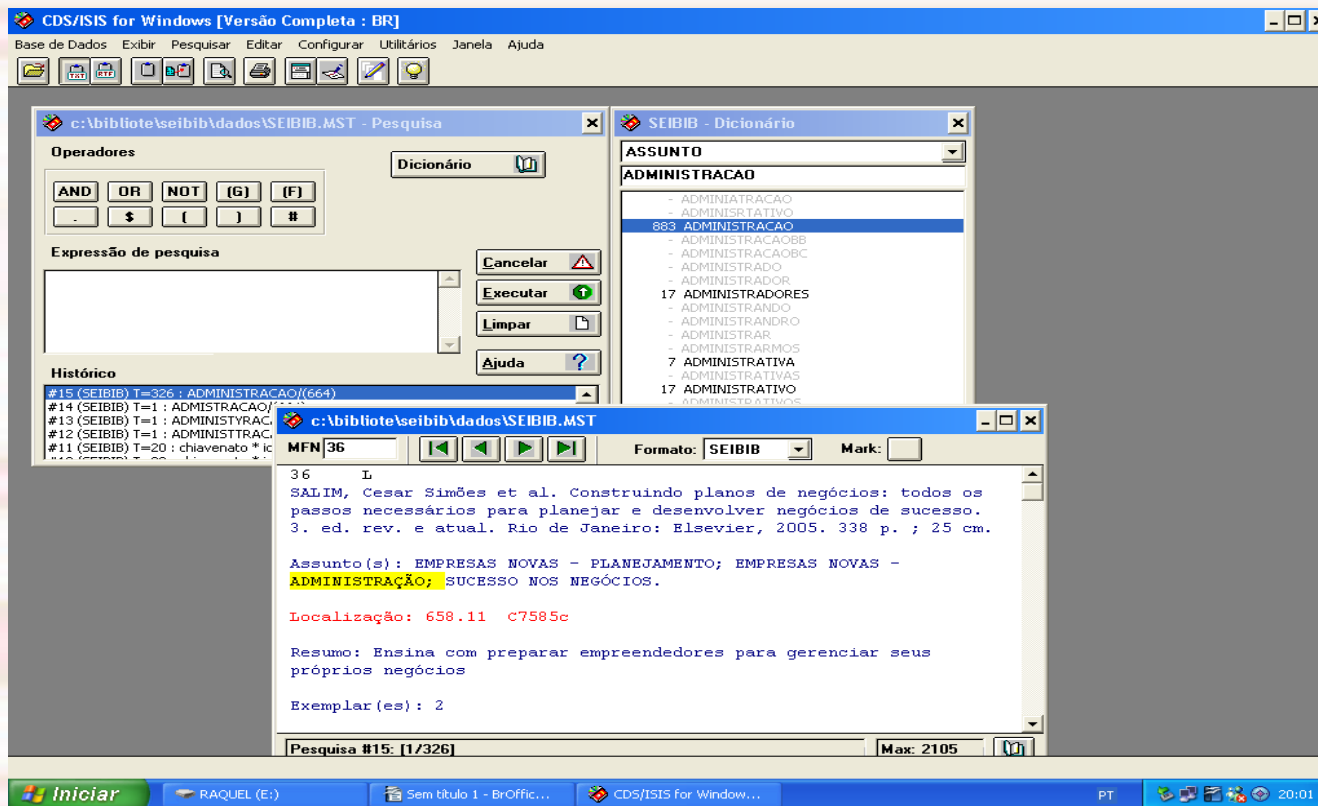 CDS/ISIS for Windows [Versão Completa : BR]
Base de Dados Exibir Pesquisar Editar Configurar Utilitários Janela Ajuda
TXT RTF
c:\bibliote\seibib\dados\SEIBIB.MST - Pesquisa
Operadores
Dicionário
AND OR NOT (G) (F)
. $ ( ) #
Expressão de pesquisa
Cancelar
Executar
Limpar
Ajuda
Histórico
#15 (SEIBIB) T=326 : ADMINISTRACAO/(664)
#14 (SEIBIB) T=1 : ADMISTRACAO/
#13 (SEIBIB) T=1 : ADMINISTYRAC
#12 (SEIBIB) T=1 : ADMINISTTRAC
#11 (SEIBIB) T=20 : chiavenato * ic
SEIBIB - Dicionário
ASSUNTO
ADMINISTRACAO
- ADMINIATRACAO
- ADMINISRTATIVO
883 ADMINISTRACAO
- ADMINISTRACAOBB
- ADMINISTRACAOBC
- ADMINISTRADO
- ADMINISTRADOR
17 ADMINISTRADORES
- ADMINISTRANDO
- ADMINISTRANDRO
- ADMINISTRAR
- ADMINISTRARMOS
7 ADMINISTRATIVA
- ADMINISTRATIVAS
17 ADMINISTRATIVO
- ADMINISTRATIVOS
c:\bibliote\seibib\dados\SEIBIB.MST
MFN 36 Formato: SEIBIB Mark:
36 L
SALIM, Cesar Simões et al. Construindo planos de negócios: todos os
passos necessários para planejar e desenvolver negócios de sucesso.
3. ed. rev. e atual. Rio de Janeiro: Elsevier, 2005. 338 p. ; 25 cm.
Assunto(s): EMPRESAS NOVAS - PLANEJAMENTO; EMPRESAS NOVAS -
ADMINISTRAÇÃO; SUCESSO NOS NEGÓCIOS.
Localização: 658.11 C7585c
Resumo: Ensina com preparar empreendedores para gerenciar seus
próprios negócios
Exemplar(es): 2
Pesquisa #15: [1/326] Max: 2105
Iniciar RAQUEL (E:) Sem título 1 - BrOffic... CDS/ISIS for Window... PT 20:01